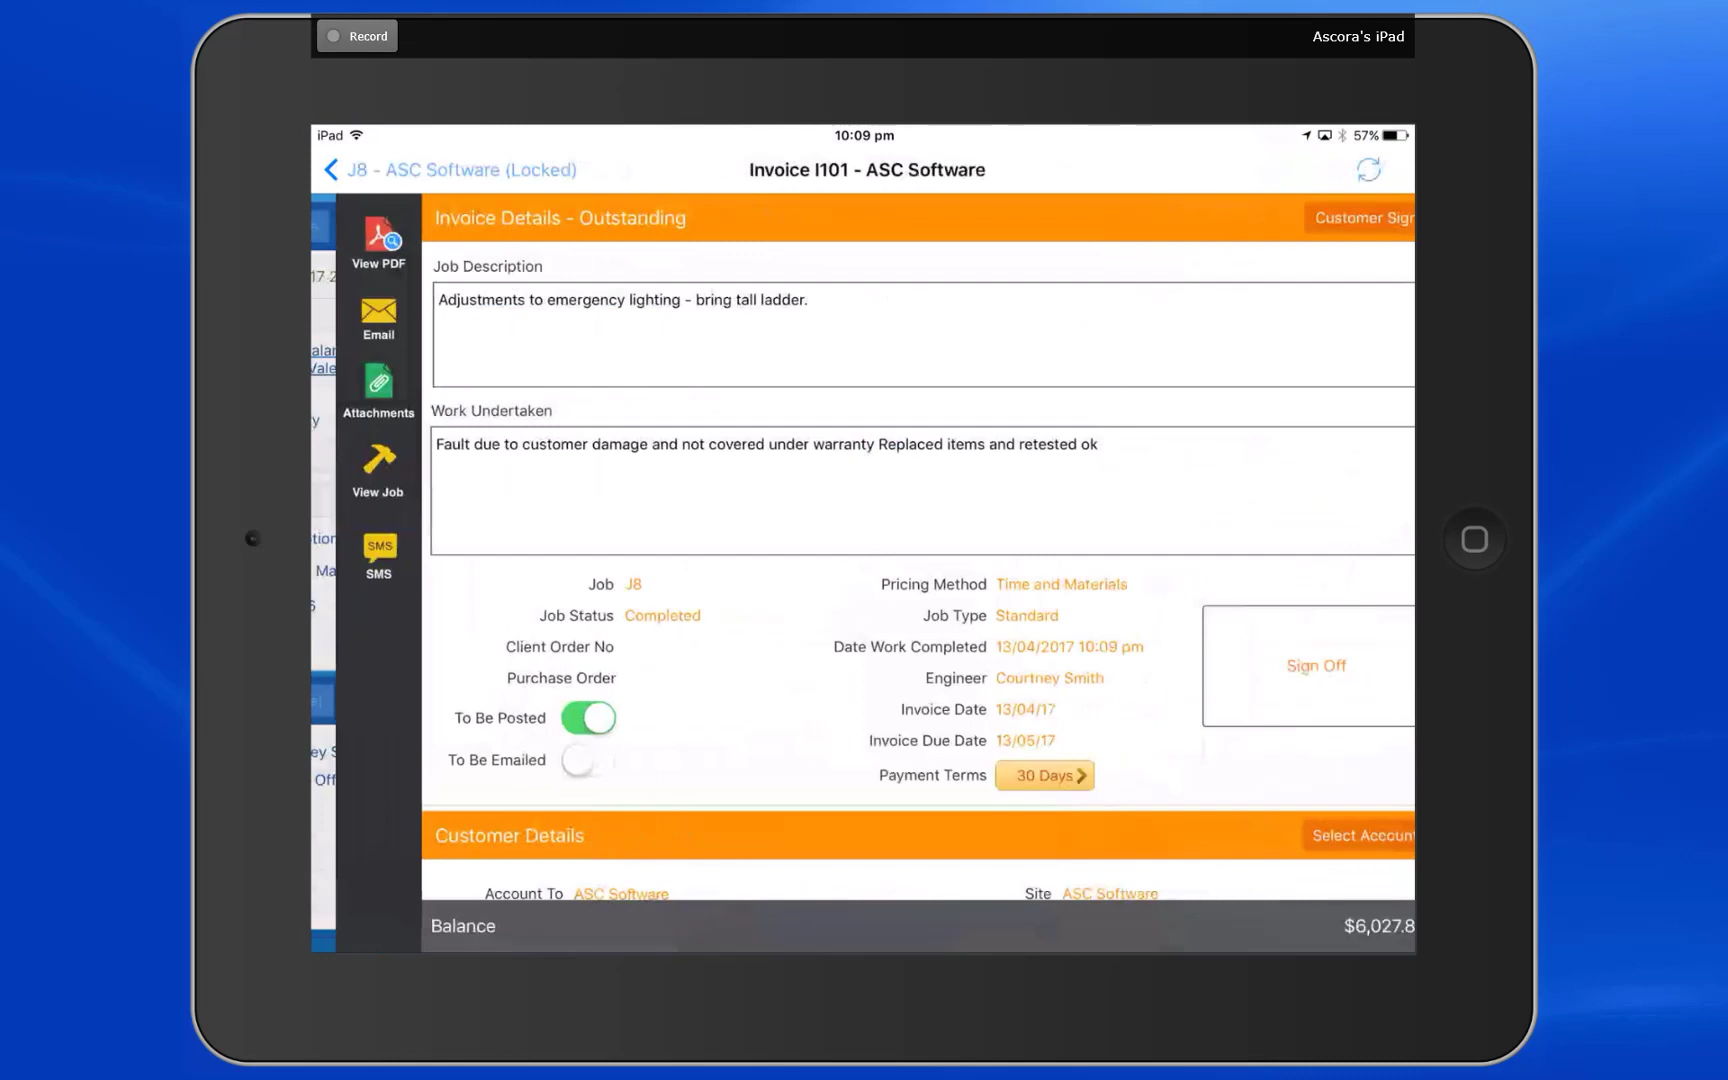 Record
Ascora's iPad
iPad
10:09 pm
57%
J8 - ASC Software (Locked)
Invoice I101 - ASC Software
Invoice Details - Outstanding
Customer Sign
View PDF
Job Description
Adjustments to emergency lighting - bring tall ladder.
Email
Attachments
Work Undertaken
Fault due to customer damage and not covered under warranty Replaced items and retested ok
View Job
SMS
SMS
Job J8
Pricing Method Time and Materials
Job Status Completed
Job Type Standard
Client Order No
Date Work Completed 13/04/2017 10:09 pm
Purchase Order
Engineer Courtney Smith
Sign Off
To Be Posted
Invoice Date 13/04/17
Invoice Due Date 13/05/17
To Be Emailed
Payment Terms 30 Days
Customer Details
Select Account
Account To ASC Software
Site ASC Software
Balance
$6,027.8